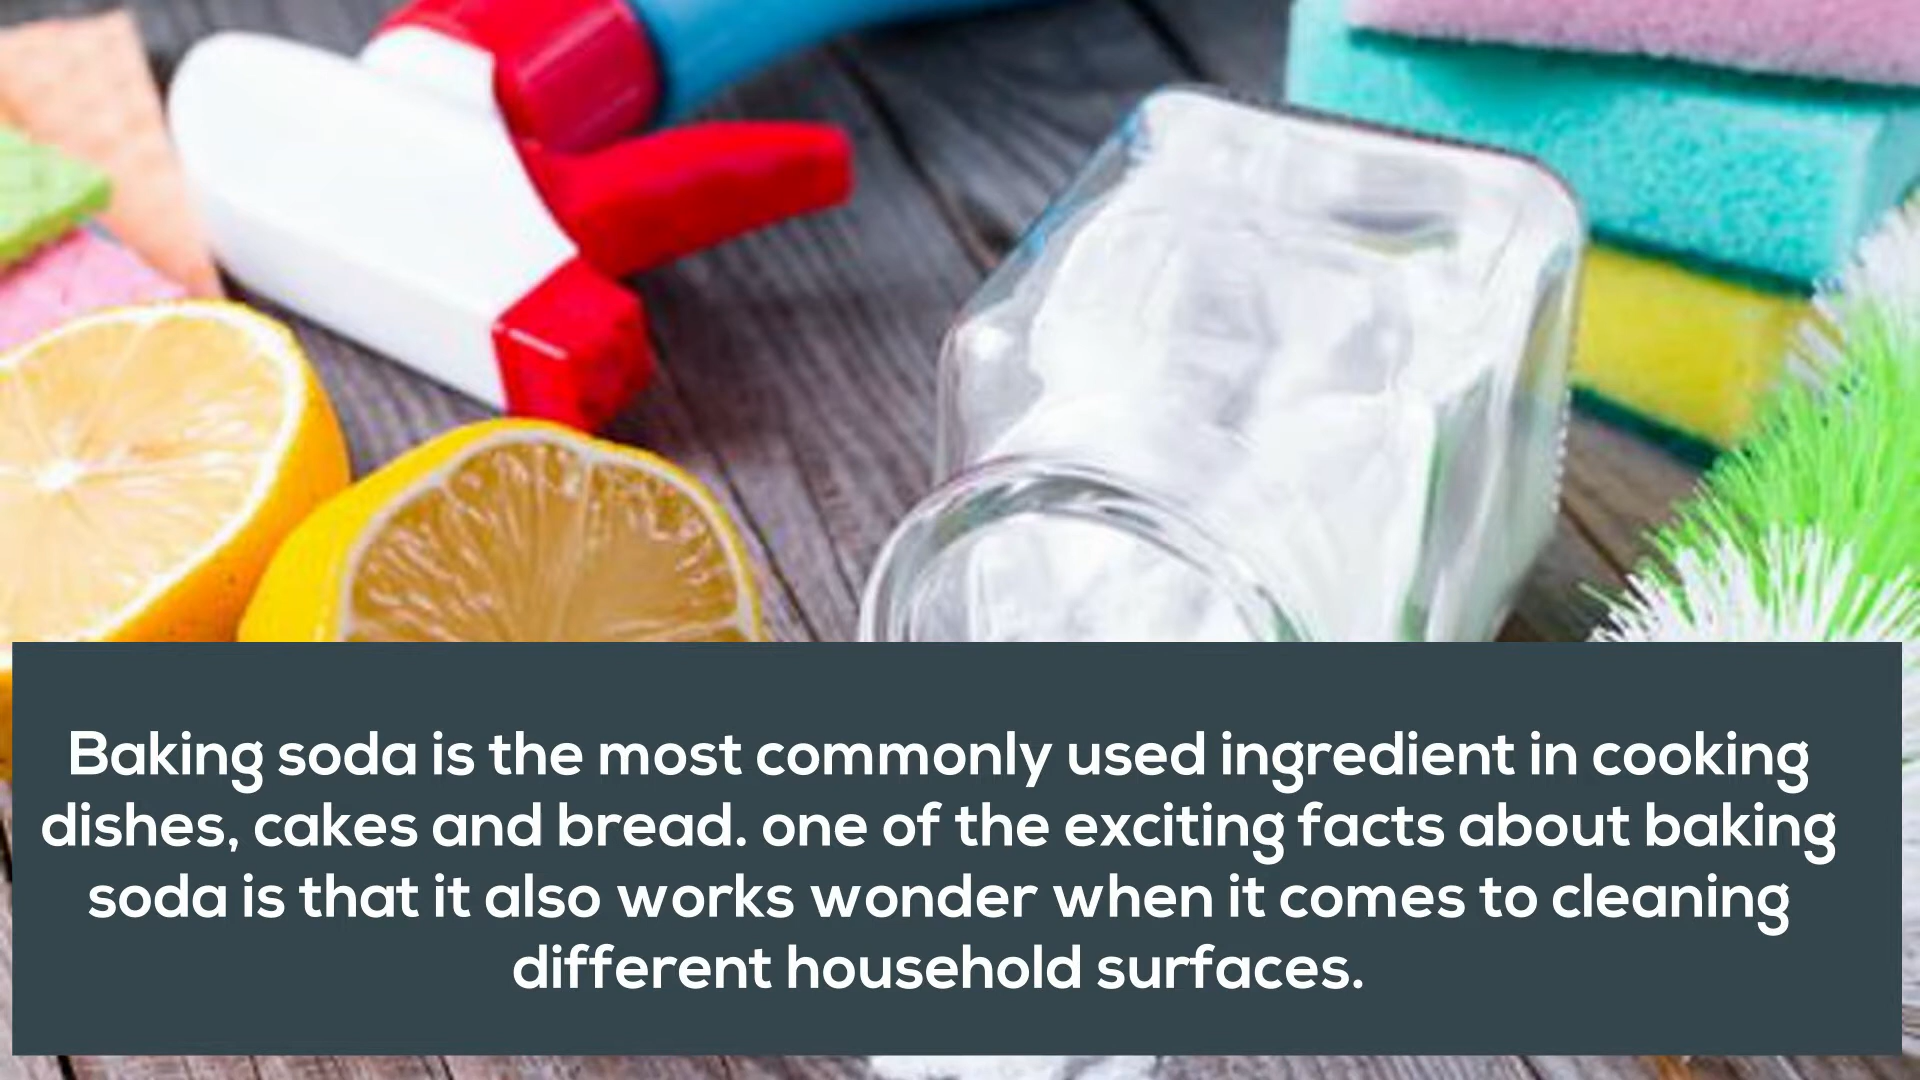 Baking soda is the most commonly used ingredient in cooking
dishes, cakes and bread. one of the exciting facts about baking
soda is that it also works wonder when it comes to cleaning
different household surfaces.